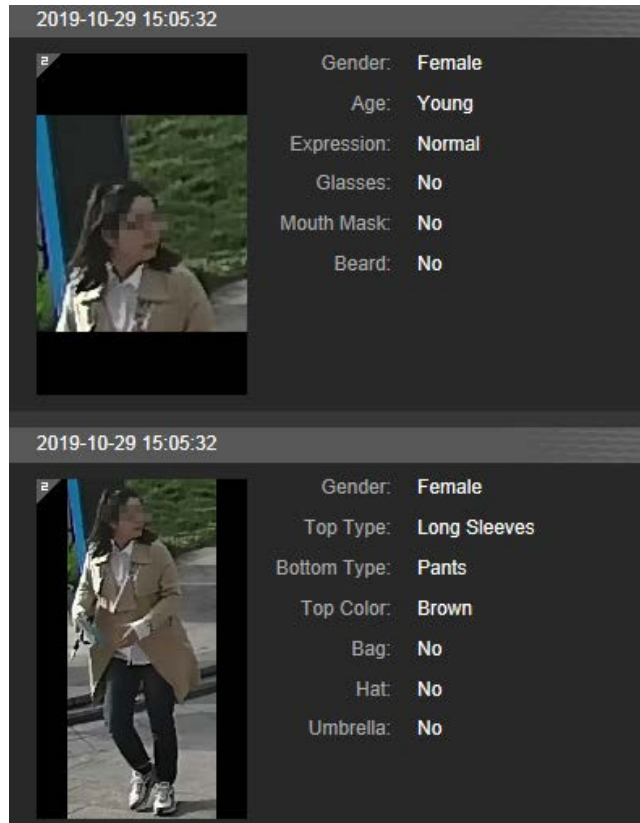 2019-10-29 15:05:32
2
Gender: Female
Age: Young
Expression: Normal
Glasses: No
Mouth Mask: No
Beard: No
2019-10-29 15:05:32
2
Gender: Female
Top Type: Long Sleeves
Bottom Type: Pants
Top Color: Brown
Bag: No
Hat: No
Umbrella: No